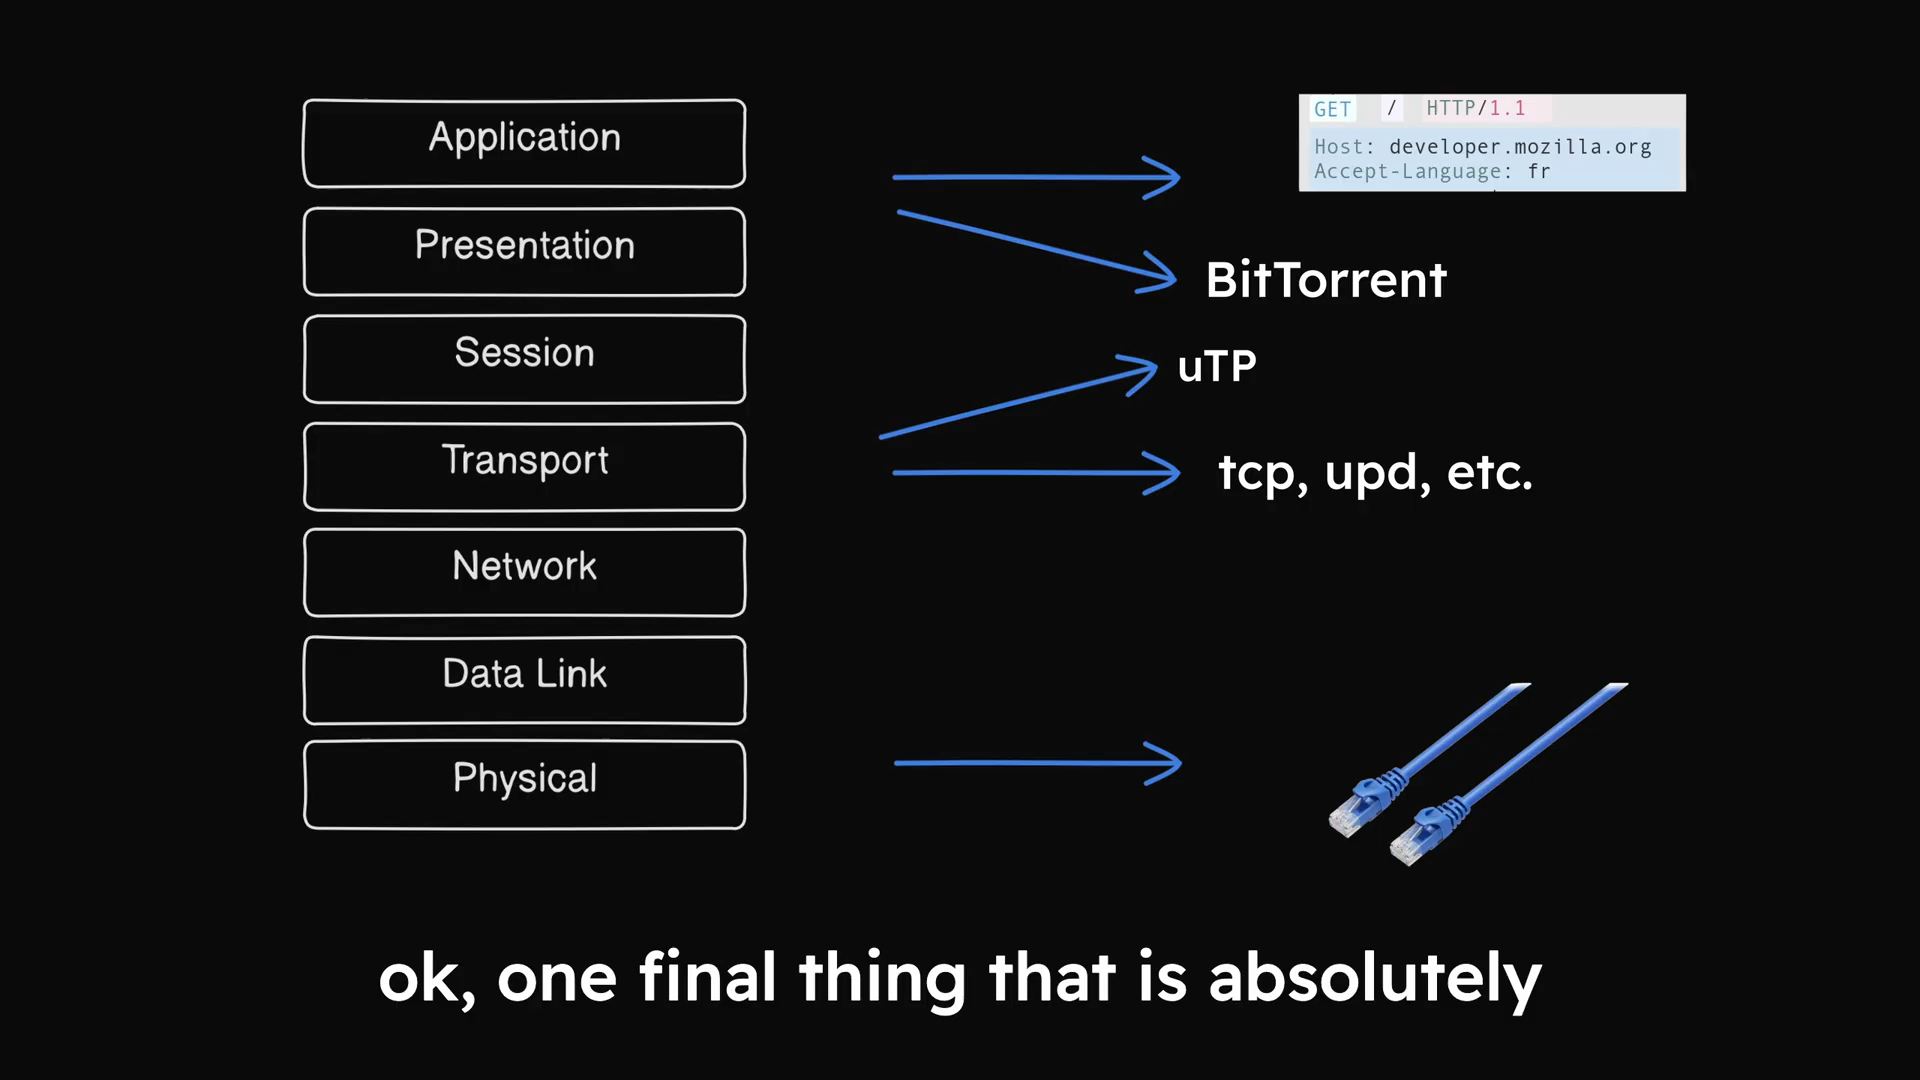 Application
Presentation
Session
Transport
Network
Data Link
Physical
GET / HTTP/1.1
Host: developer.mozilla.org
Accept-Language: fr
BitTorrent
uTP
tcp, upd, etc.
ok, one final thing that is absolutely